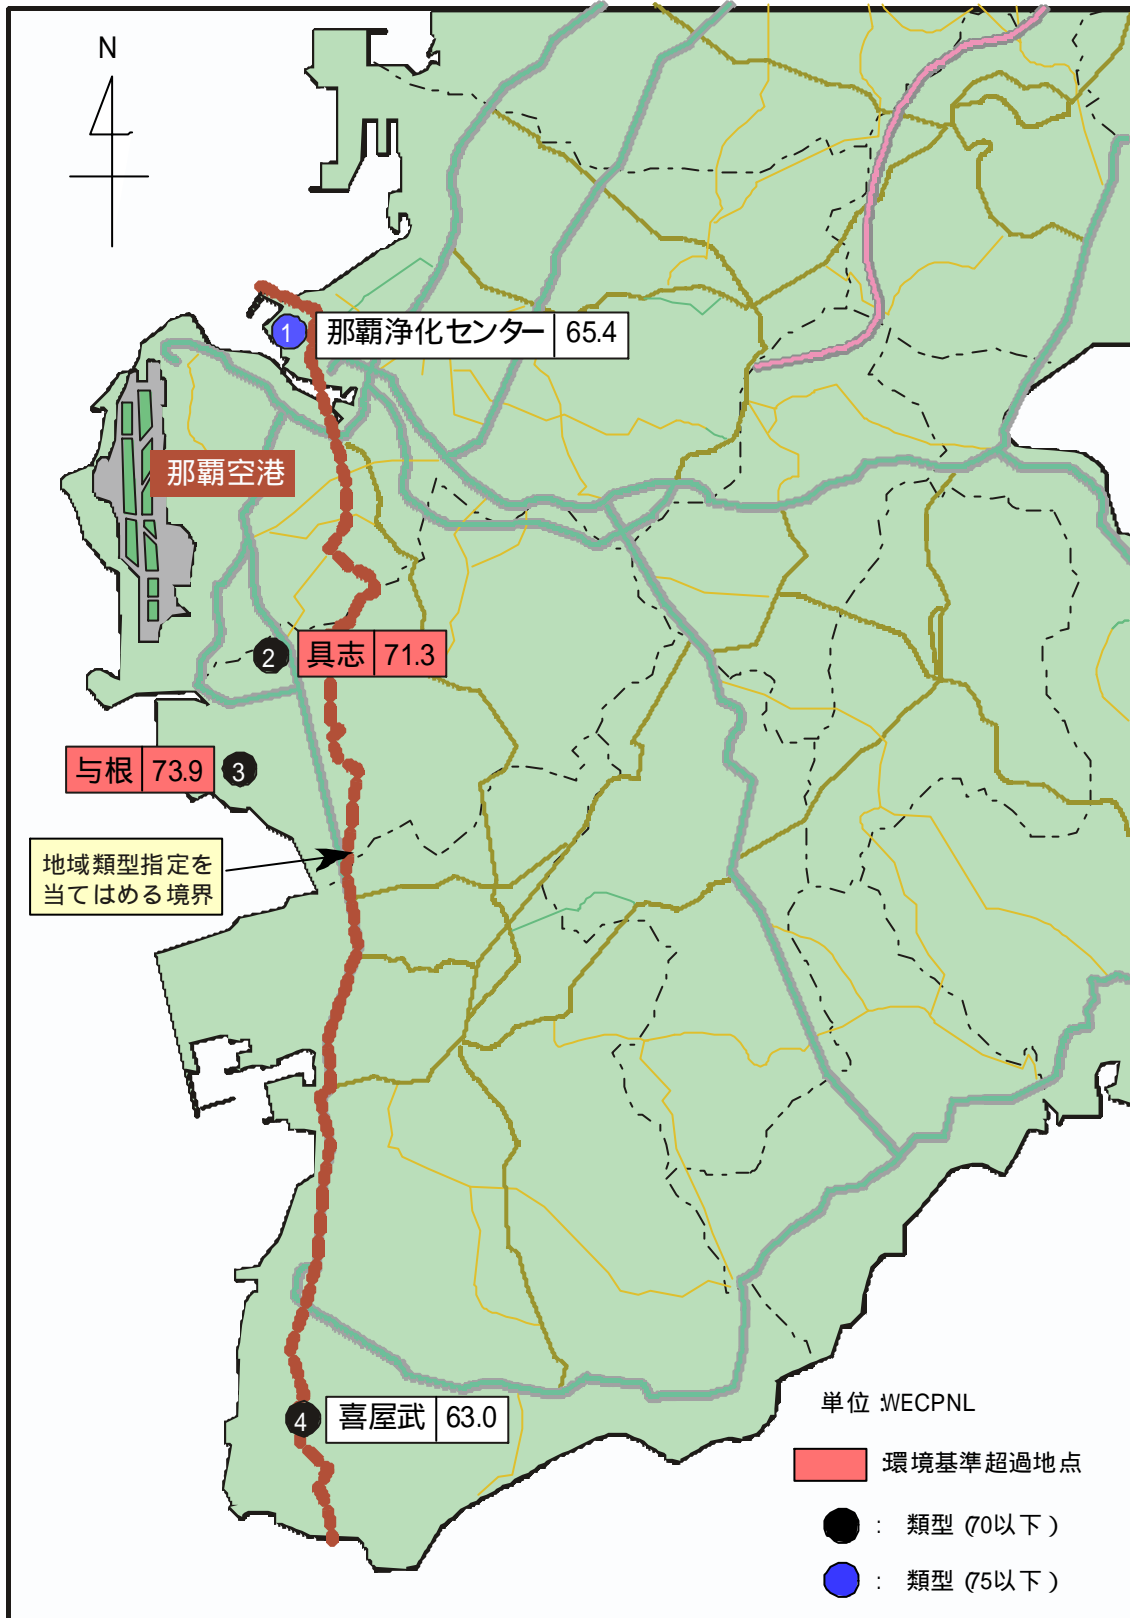 N
1 那覇浄化センター 65.4
那覇空港
2 具志 71.3
与根 73.9 3
地域類型指定を
当てはめる境界
4 喜屋武 63.0
単位:WECPNL
環境基準超過地点
: 類型 (70以下)
: 類型 (75以下)